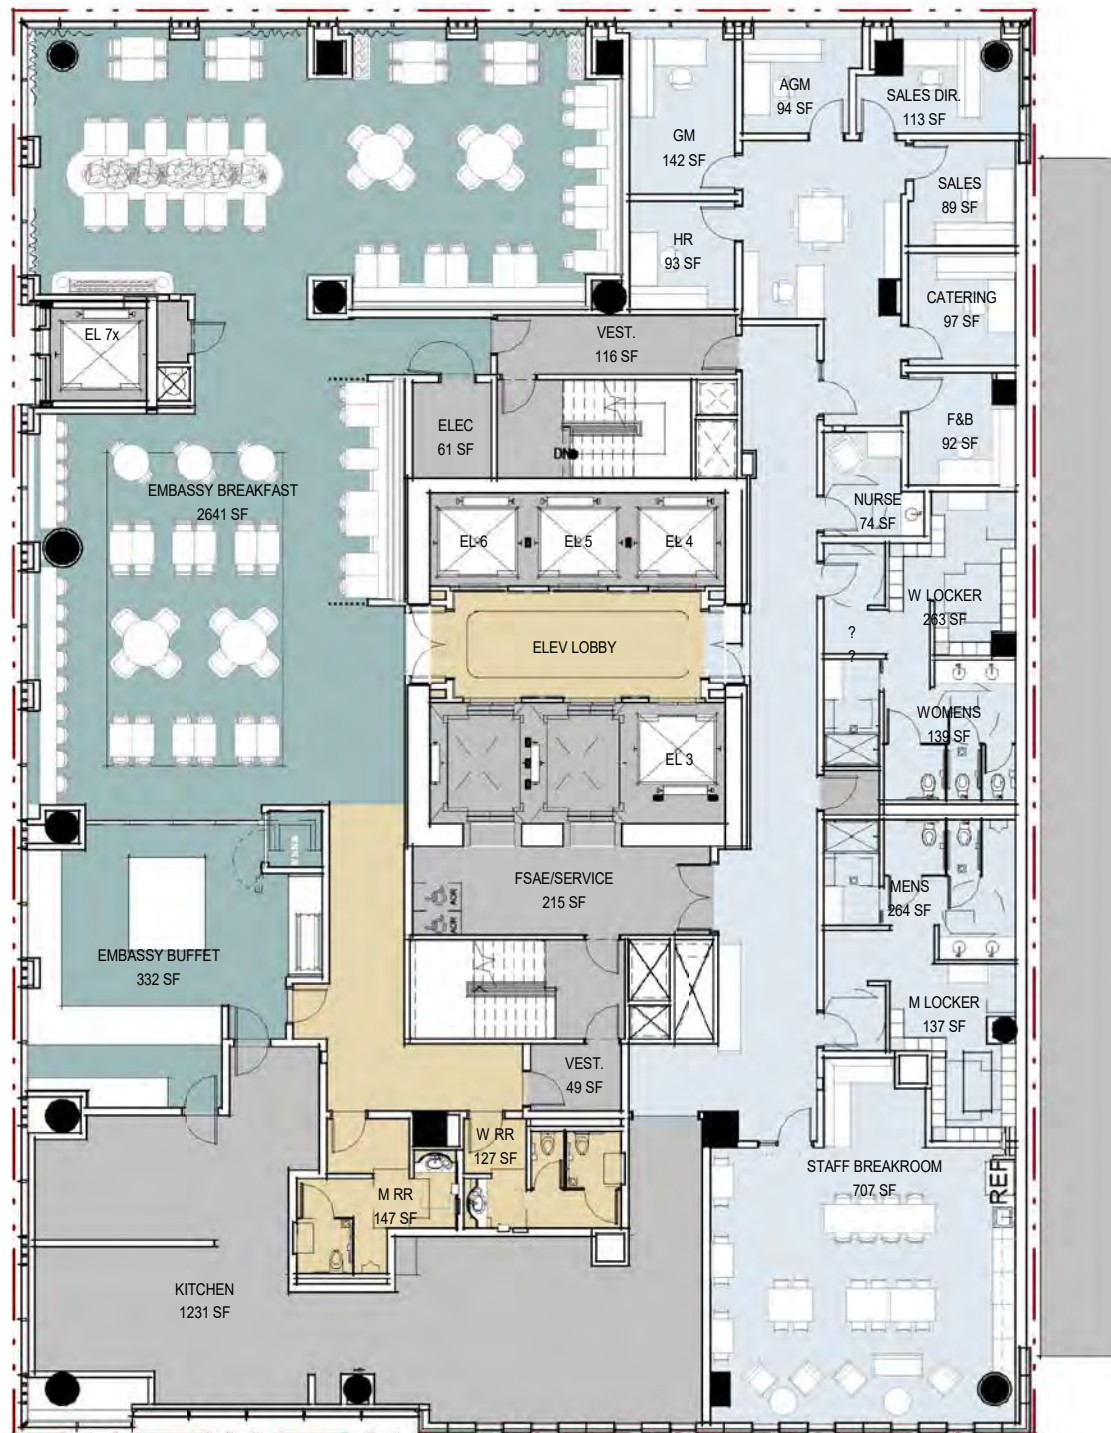 AGM
94 SF
SALES DIR.
113 SF
GM
142 SF
SALES
89 SF
HR
93 SF
CATERING
97 SF
EL 7x
VEST.
116 SF
ELEC
61 SF
F&B
92 SF
DN
EMBASSY BREAKFAST
2641 SF
NURSE
74 SF
EL 6
EL 5
EL 4
W LOCKER
263 SF
?
?
ELEV LOBBY
WOMENS
139 SF
EL 3
FSAE/SERVICE
215 SF
AOR
AOR
MENS
264 SF
EMBASSY BUFFET
332 SF
M LOCKER
137 SF
VEST.
49 SF
W RR
127 SF
M RR
147 SF
STAFF BREAKROOM
707 SF
REF
KITCHEN
1231 SF